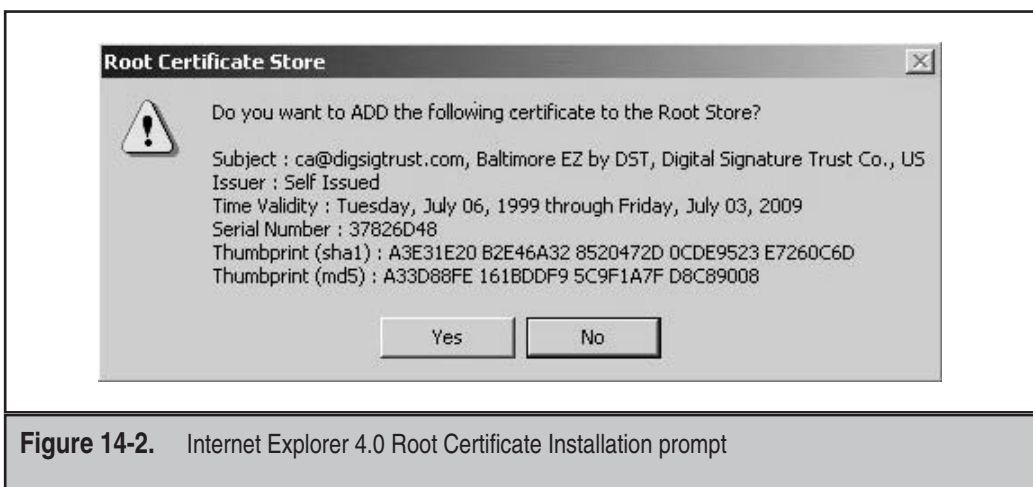 Root Certificate Store
Do you want to ADD the following certificate to the Root Store?
Subject : ca@digsigtrust.com, Baltimore EZ by DST, Digital Signature Trust Co., US
Issuer : Self Issued
Time Validity : Tuesday, July 06, 1999 through Friday, July 03, 2009
Serial Number : 37826D48
Thumbprint (sha1) : A3E31E20 B2E46A32 8520472D 0CDE9523 E7260C6D
Thumbprint (md5) : A33D88FE 161BDDF9 5C9F1A7F D8C89008
Yes No
Figure 14-2. Internet Explorer 4.0 Root Certificate Installation prompt